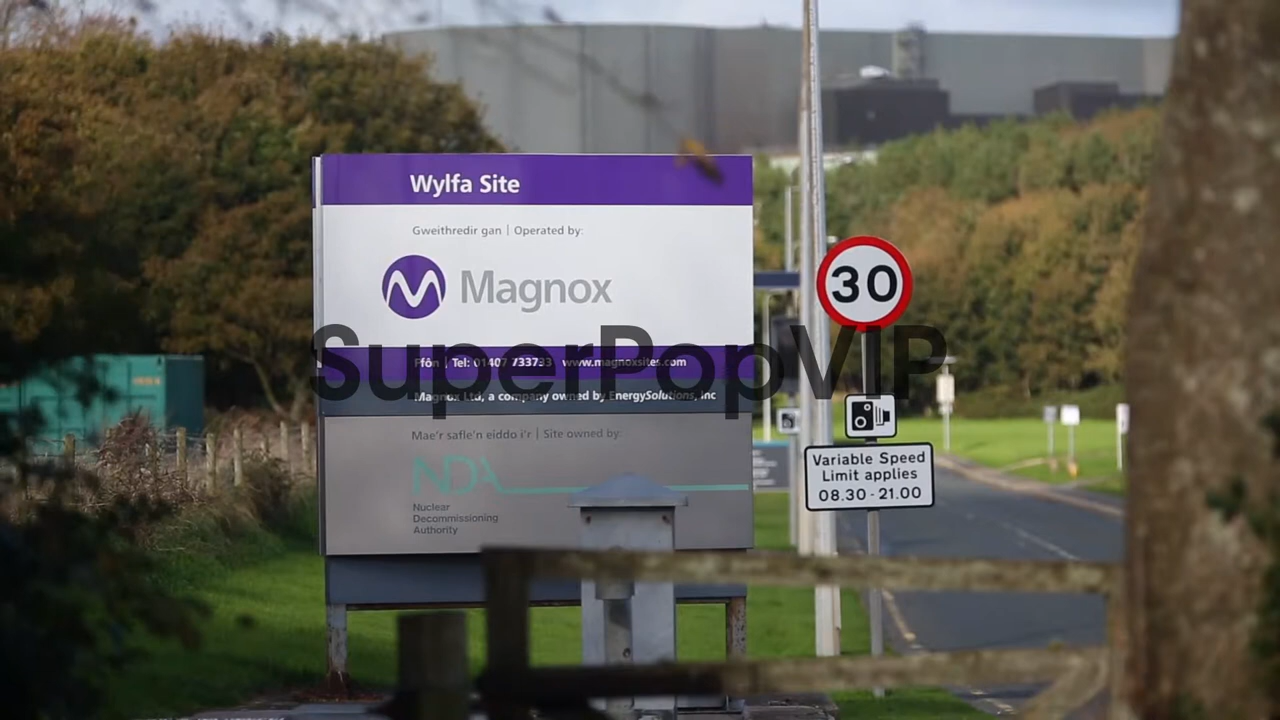 Wylfa Site
Gweithredir gan | Operated by:
Magnox
Ffôn | Tel: 01407 733733 www.magnoxsites.com
Magnox Ltd, a company owned by EnergySolutions, Inc
Mae'r safle'n eiddo i'r | Site owned by:
NDA
Nuclear
Decommissioning
Authority
30
Variable Speed
Limit applies
08.30 - 21.00
SuperPopVIP